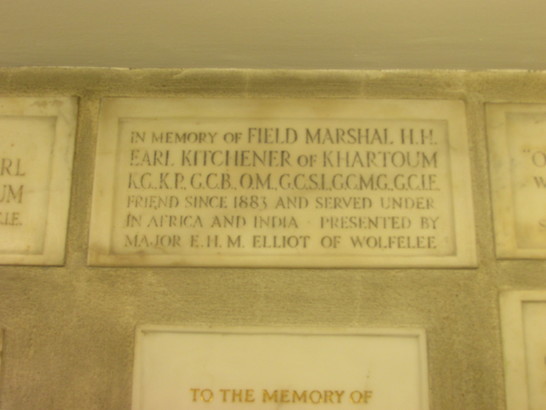 IN MEMORY OF FIELD MARSHAL H.H.
EARL KITCHENER OF KHARTOUM
K.G., K.P., G.C.B., O.M., G.C.S.I., G.C.M.G., G.C.I.E.
FRIEND SINCE 1883 AND SERVED UNDER
IN AFRICA AND INDIA · PRESENTED BY
MAJOR E.H.M. ELLIOT OF WOLFELEE
TO THE MEMORY OF